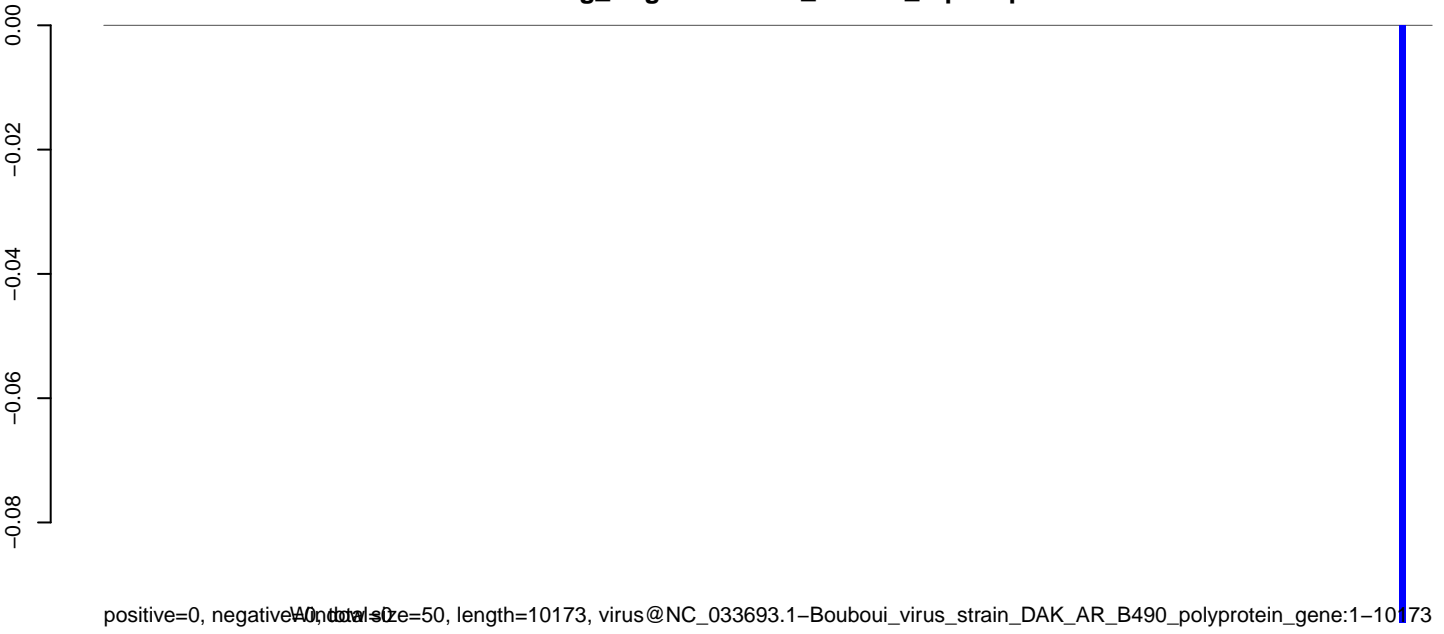 0.00
−0.02
−0.04
−0.06
−0.08
positive=0, negative=0, total=0
Window size=50, length=10173, virus@NC_033693.1−Bouboui_virus_strain_DAK_AR_B490_polyprotein_gene:1−10173